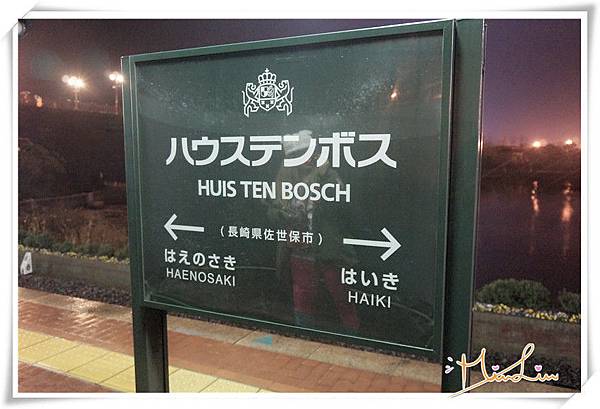 ハウステンボス
HUIS TEN BOSCH
(長崎県佐世保市)
← はえのさき
HAENOSAKI
→ はいき
HAIKI